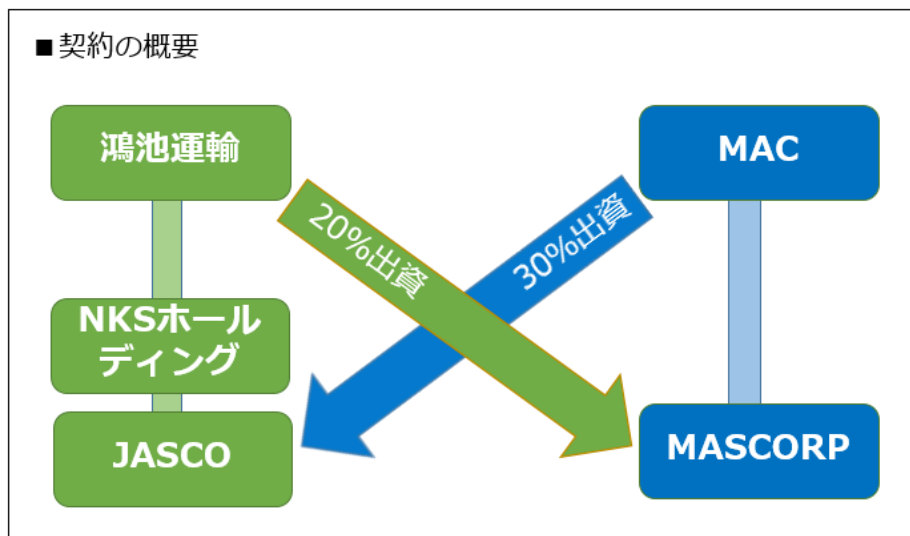 ■契約の概要
鴻池運輸
MAC
20%出資
30%出資
NKSホール
ディング
JASCO
MASCORP